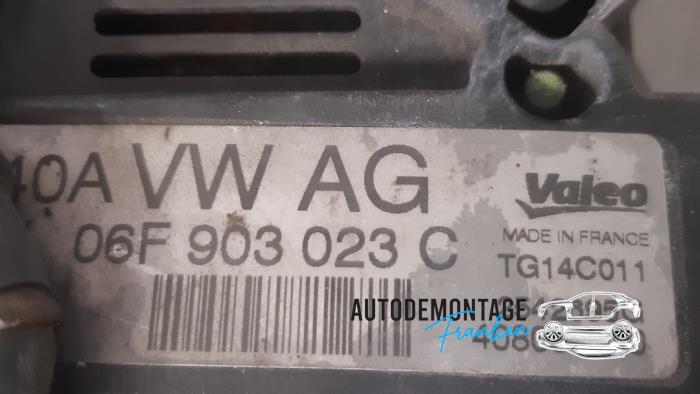 40A VW AG
Valeo
06F 903 023 C
MADE IN FRANCE
TG14C011
AUTODEMONTAGE
Franken